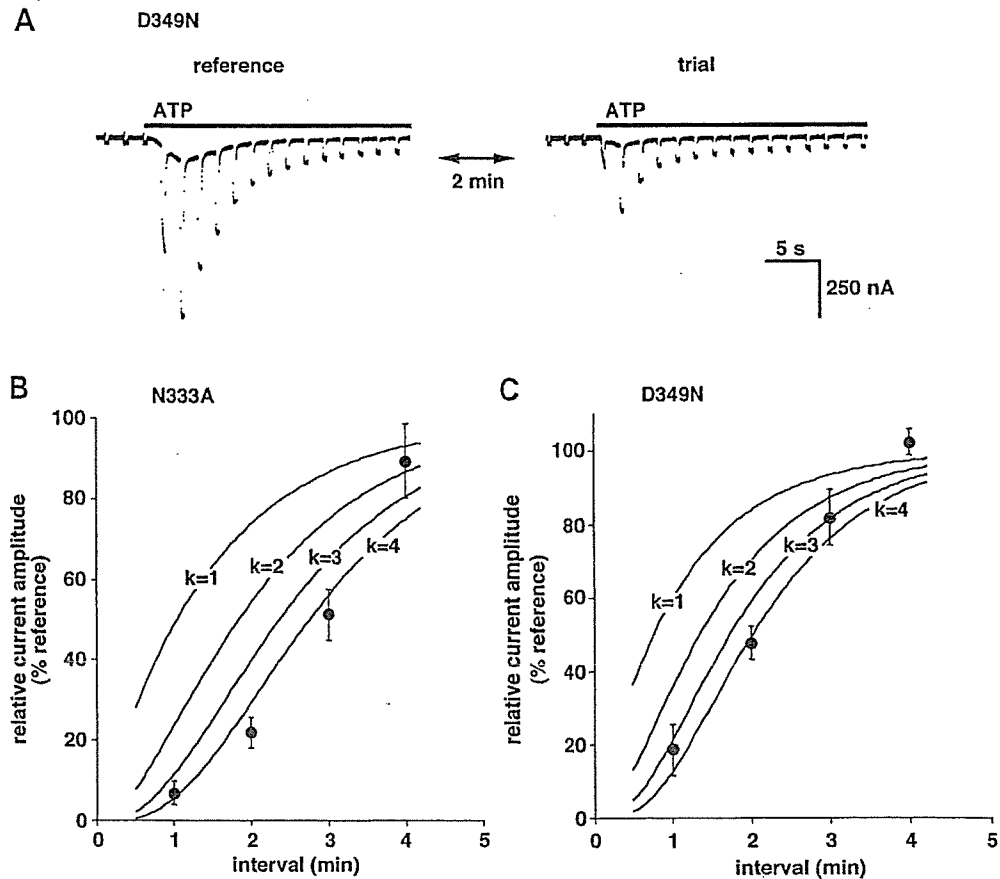 A
D349N
reference
trial
ATP
ATP
2 min
5 s
250 nA
B
N333A
relative current amplitude
(% reference)
100
80
60
40
20
0
k=1
k=2
k=3
k=4
0 1 2 3 4 5
interval (min)
C
D349N
relative current amplitude
(% reference)
100
80
60
40
20
0
k=1
k=2
k=3
k=4
0 1 2 3 4 5
interval (min)